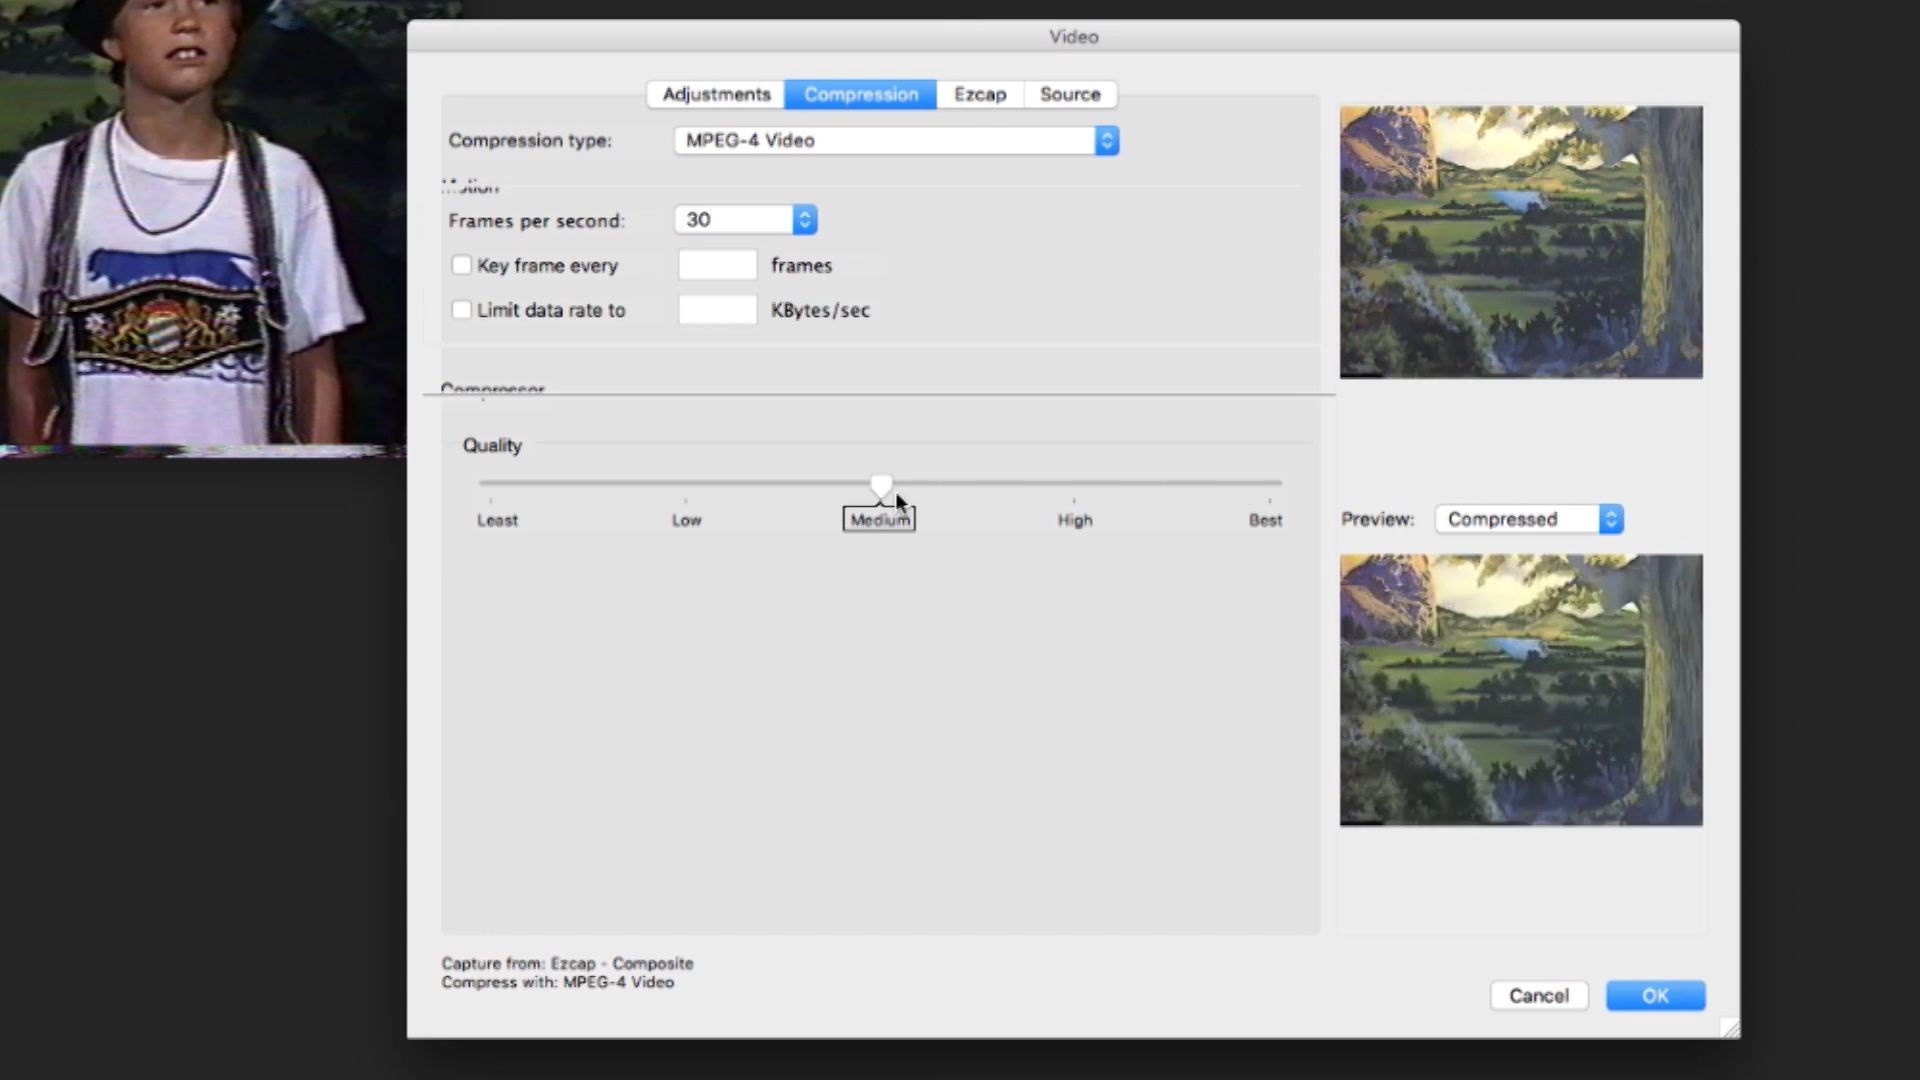 Video
Adjustments Compression Ezcap Source
Compression type: MPEG-4 Video
Motion
Frames per second: 30
Key frame every frames
Limit data rate to KBytes/sec
Compressor
Quality
Least Low Medium High Best
Preview: Compressed
Capture from: Ezcap - Composite
Compress with: MPEG-4 Video
Cancel OK